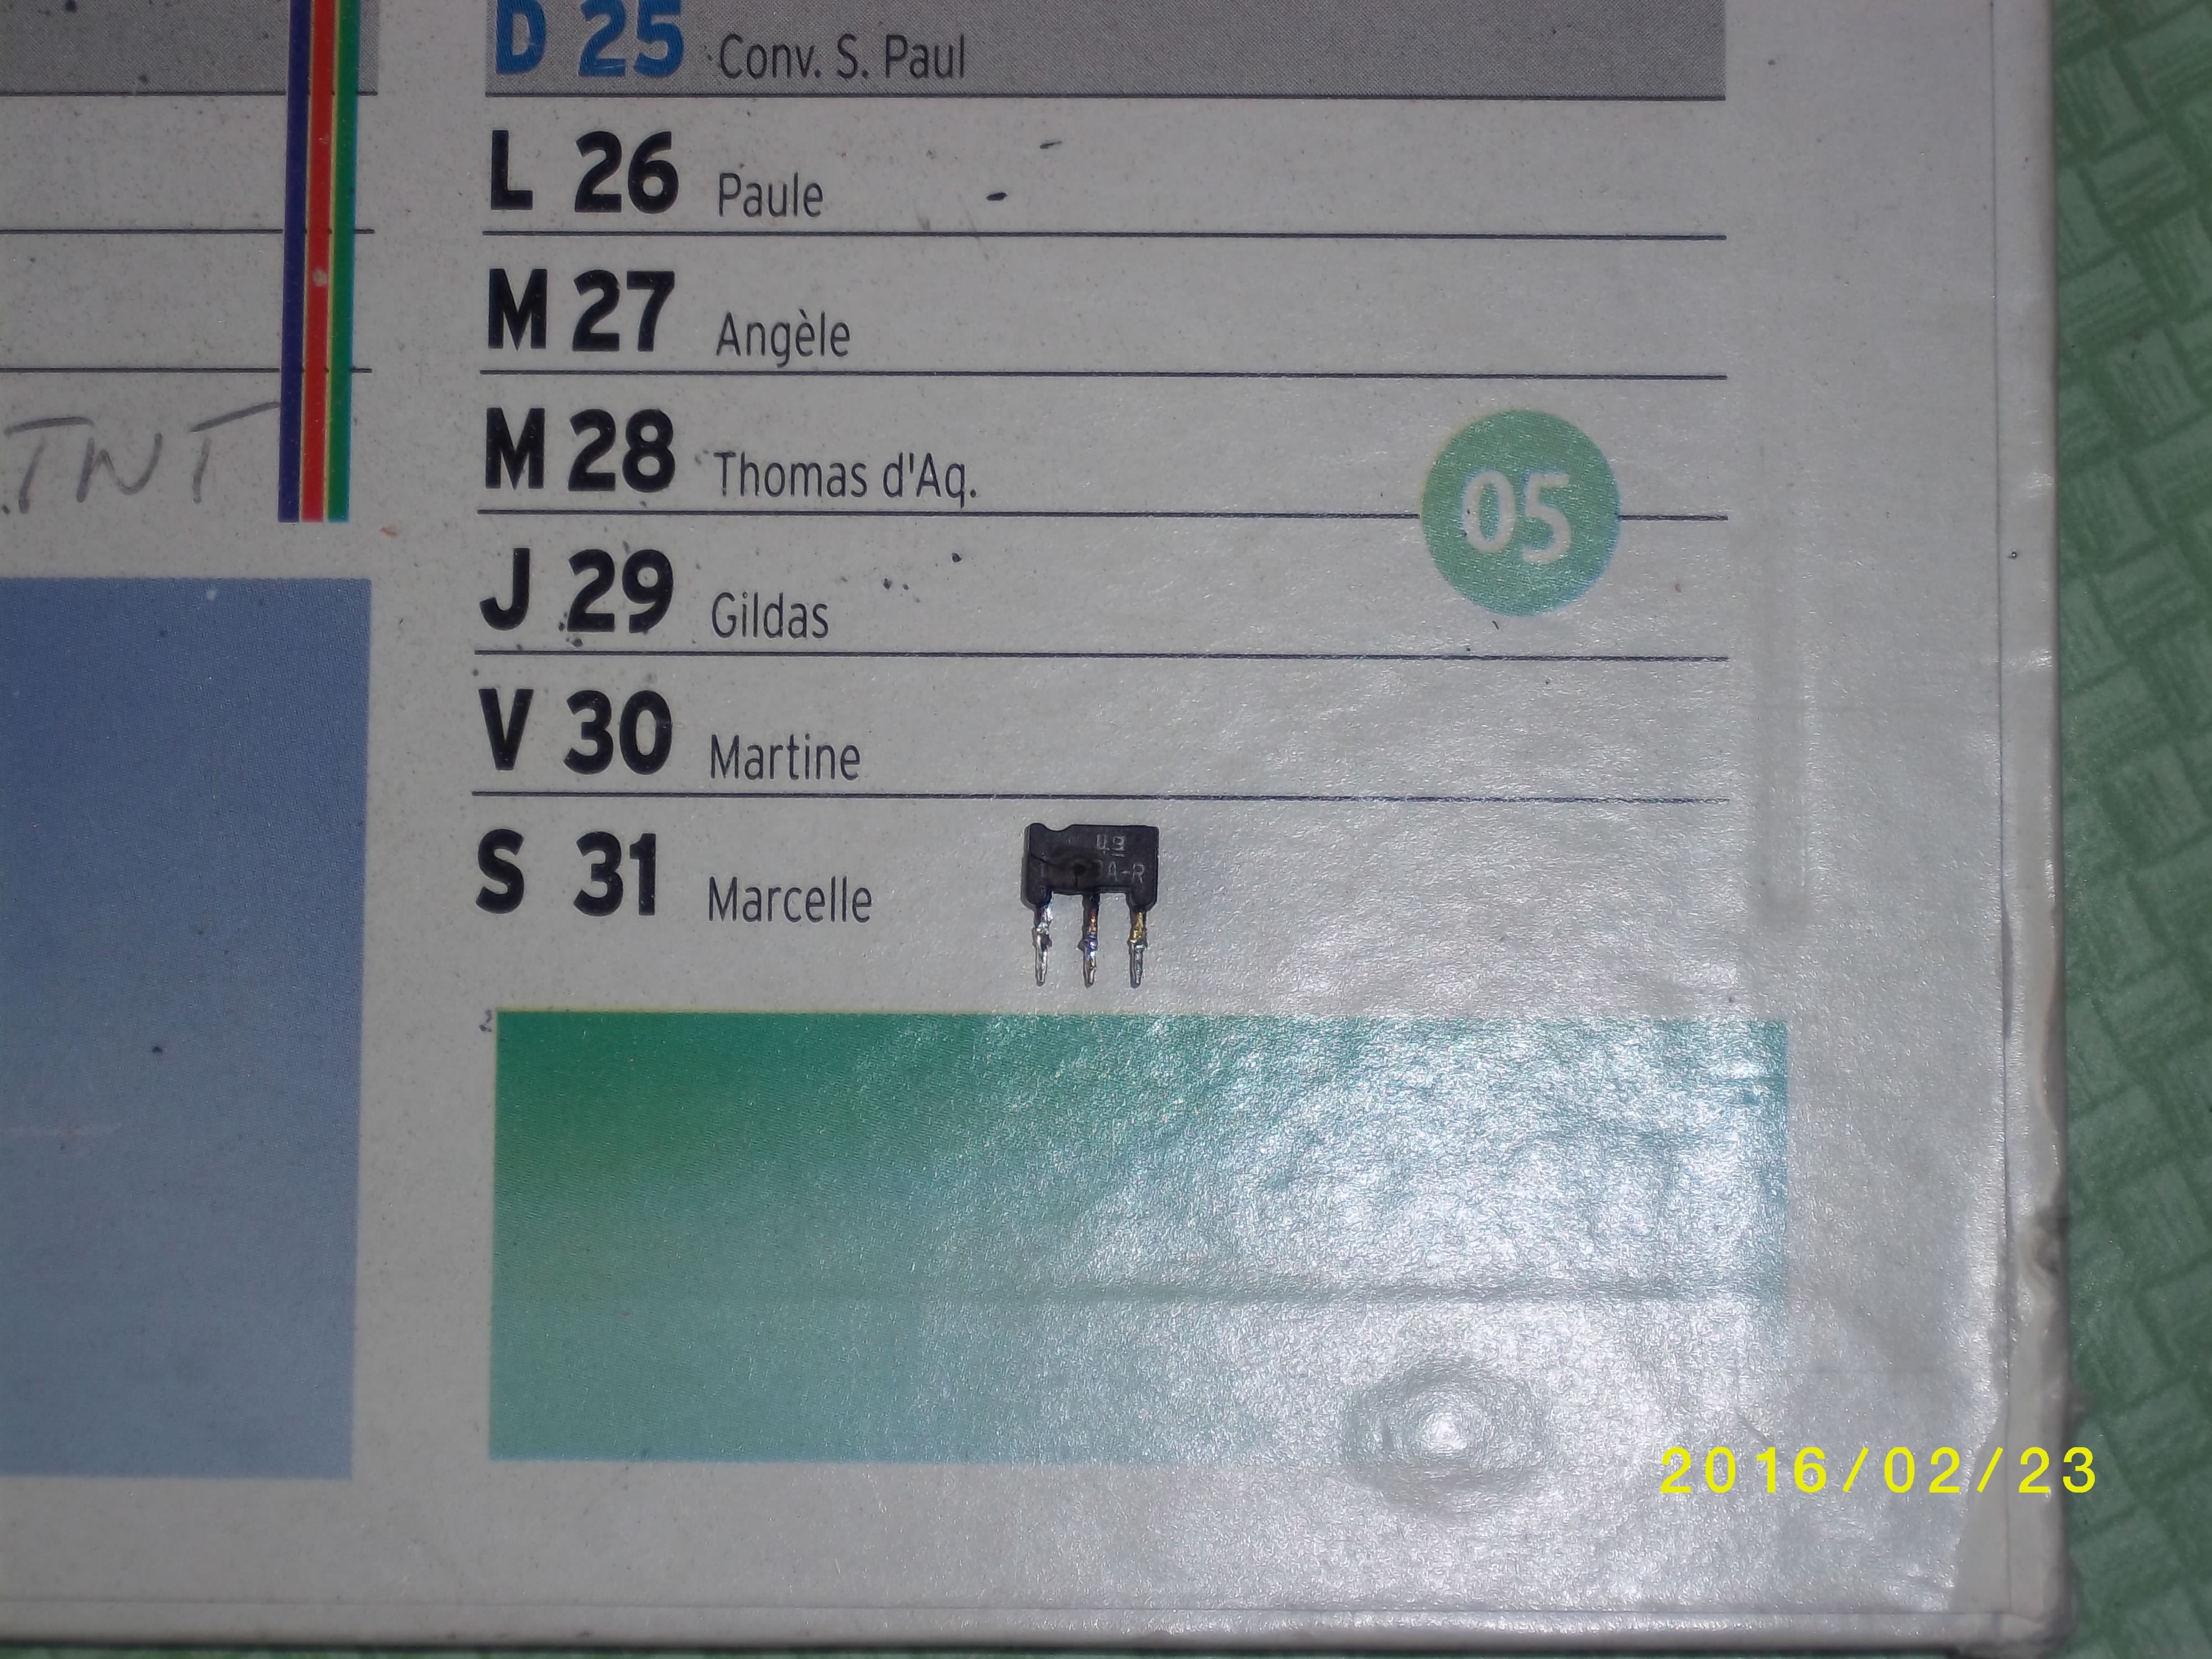 D 25 Conv. S. Paul
L 26 Paule
M 27 Angèle
M 28 Thomas d'Aq.
05
TNT
J 29 Gildas
V 30 Martine
S 31 Marcelle
A-R
2
2016/02/23